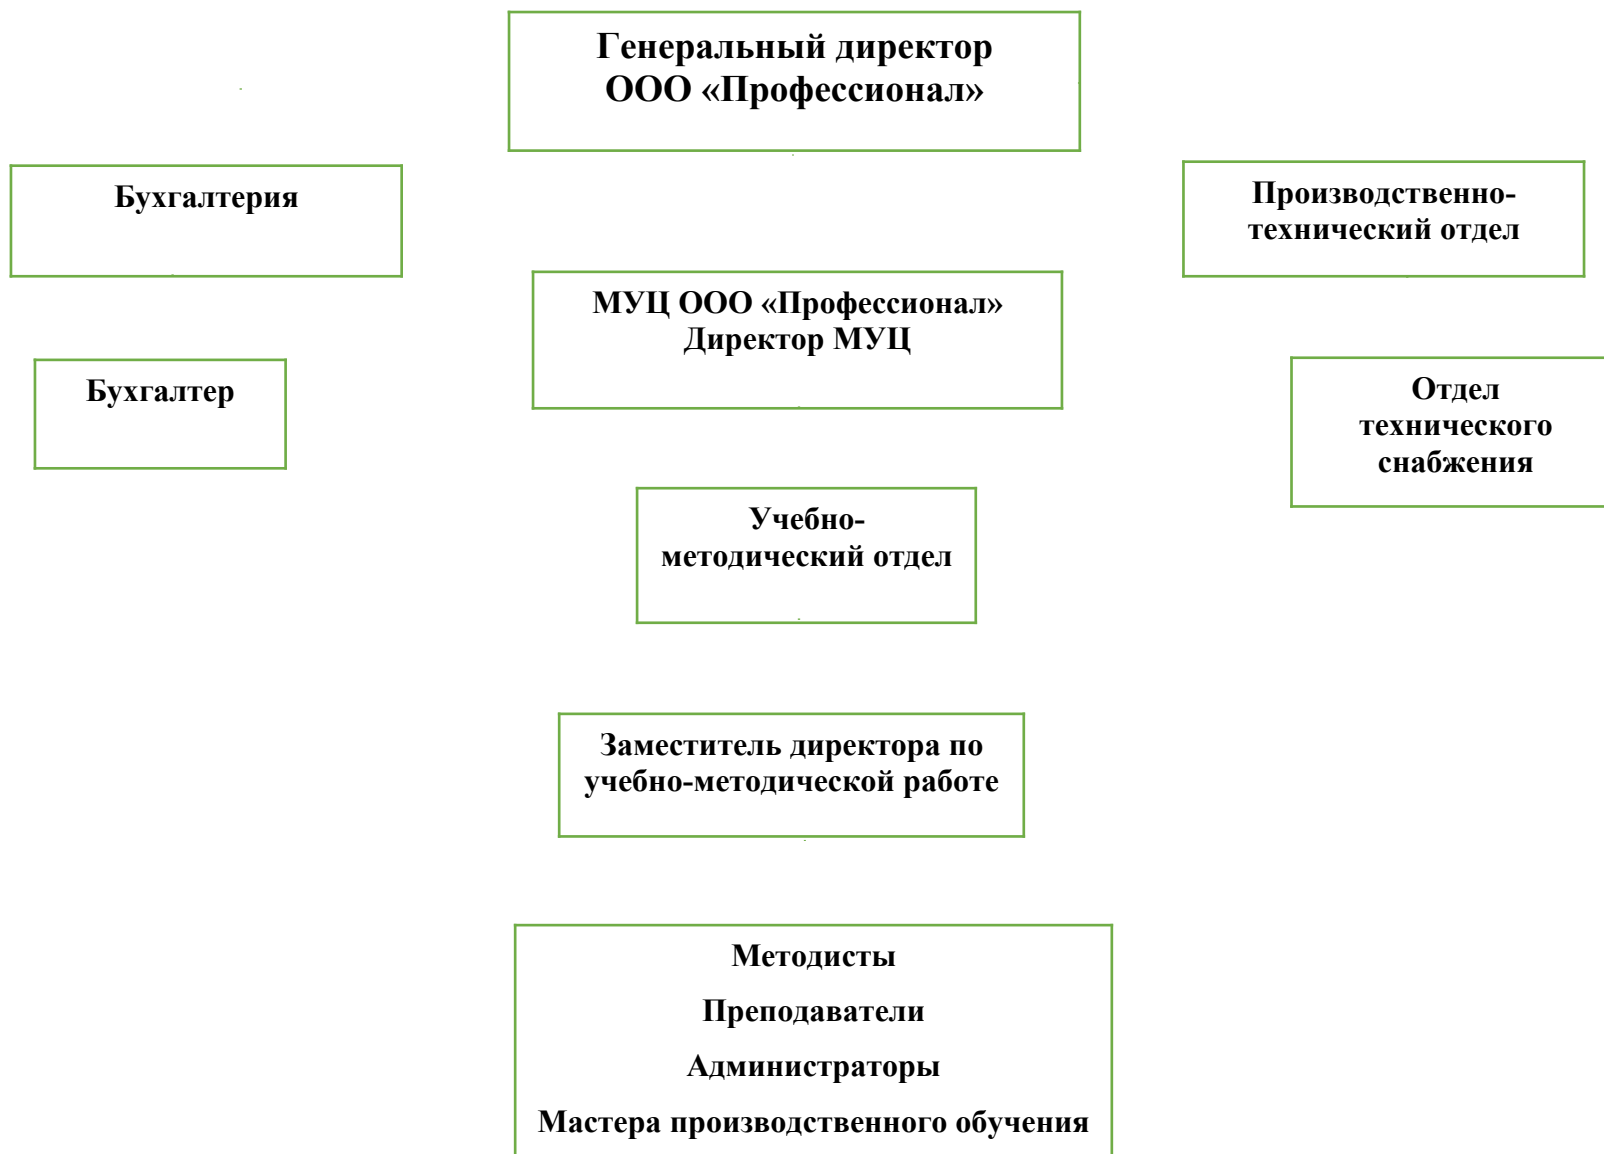 Генеральный директор
ООО «Профессионал»
Бухгалтерия
Производственно-
технический отдел
МУЦ ООО «Профессионал»
Директор МУЦ
Бухгалтер
Отдел
технического
снабжения
Учебно-
методический отдел
Заместитель директора по
учебно-методической работе
Методисты
Преподаватели
Администраторы
Мастера производственного обучения